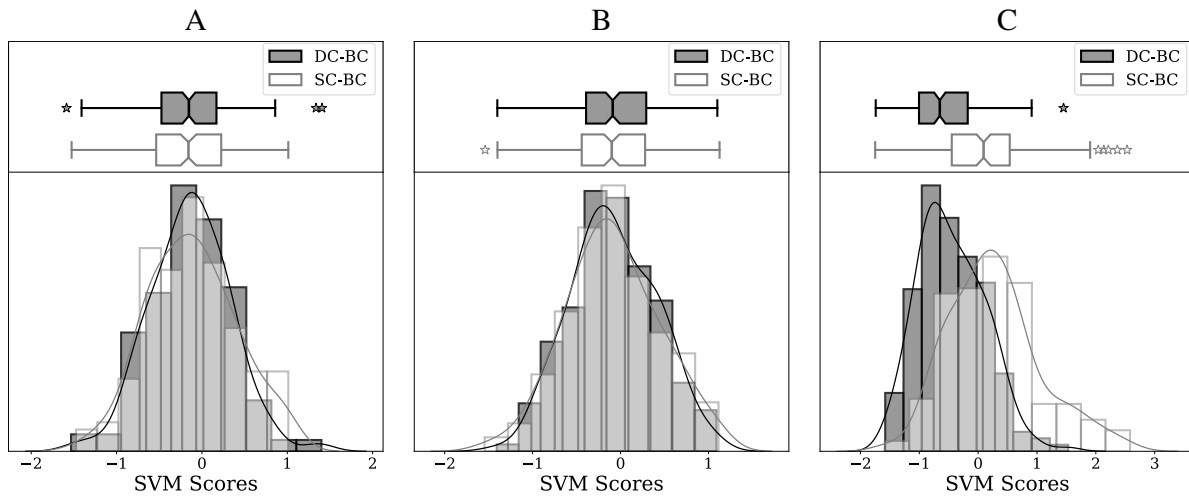 A
DC-BC
SC-BC
−2 −1 0 1 2
SVM Scores
B
DC-BC
SC-BC
−2 −1 0 1
SVM Scores
C
DC-BC
SC-BC
−2 −1 0 1 2 3
SVM Scores